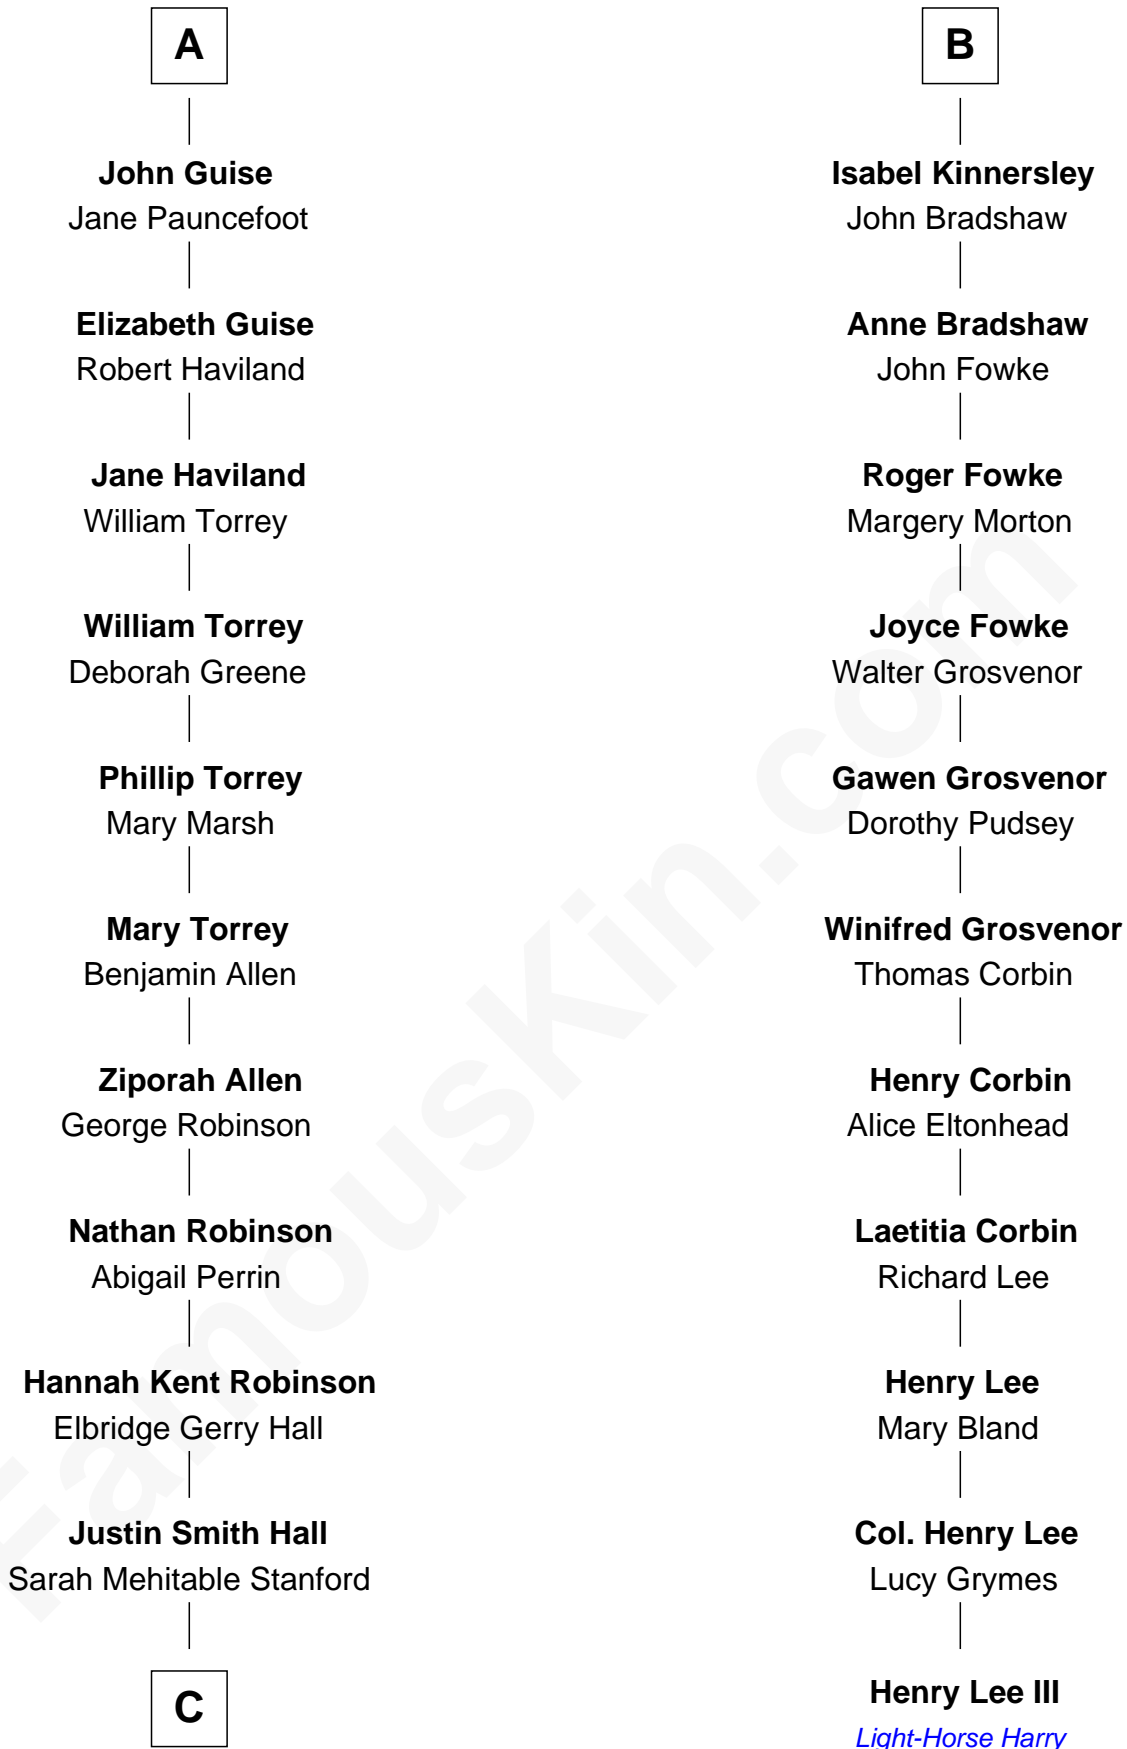 A
John Guise
Jane Pauncefoot
Elizabeth Guise
Robert Haviland
Jane Haviland
William Torrey
William Torrey
Deborah Greene
Phillip Torrey
Mary Marsh
Mary Torrey
Benjamin Allen
Ziporah Allen
George Robinson
Nathan Robinson
Abigail Perrin
Hannah Kent Robinson
Elbridge Gerry Hall
Justin Smith Hall
Sarah Mehitable Stanford
C
B
Isabel Kinnersley
John Bradshaw
Anne Bradshaw
John Fowke
Roger Fowke
Margery Morton
Joyce Fowke
Walter Grosvenor
Gawen Grosvenor
Dorothy Pudsey
Winifred Grosvenor
Thomas Corbin
Henry Corbin
Alice Eltonhead
Laetitia Corbin
Richard Lee
Henry Lee
Mary Bland
Col. Henry Lee
Lucy Grymes
Henry Lee III
Light-Horse Harry
FamousKin.com